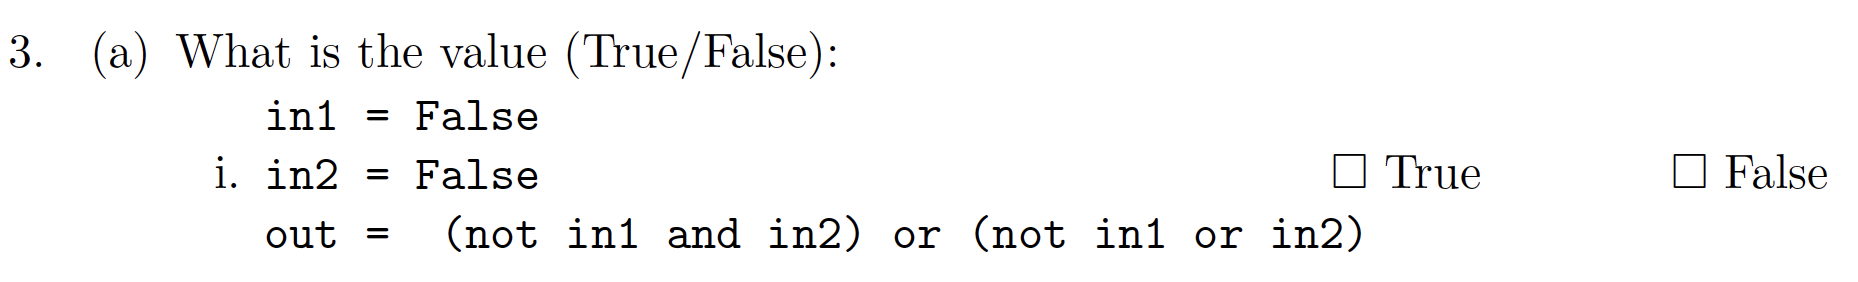 3. (a) What is the value (True/False):
in1 = False
i. in2 = False □ True □ False
out = (not in1 and in2) or (not in1 or in2)